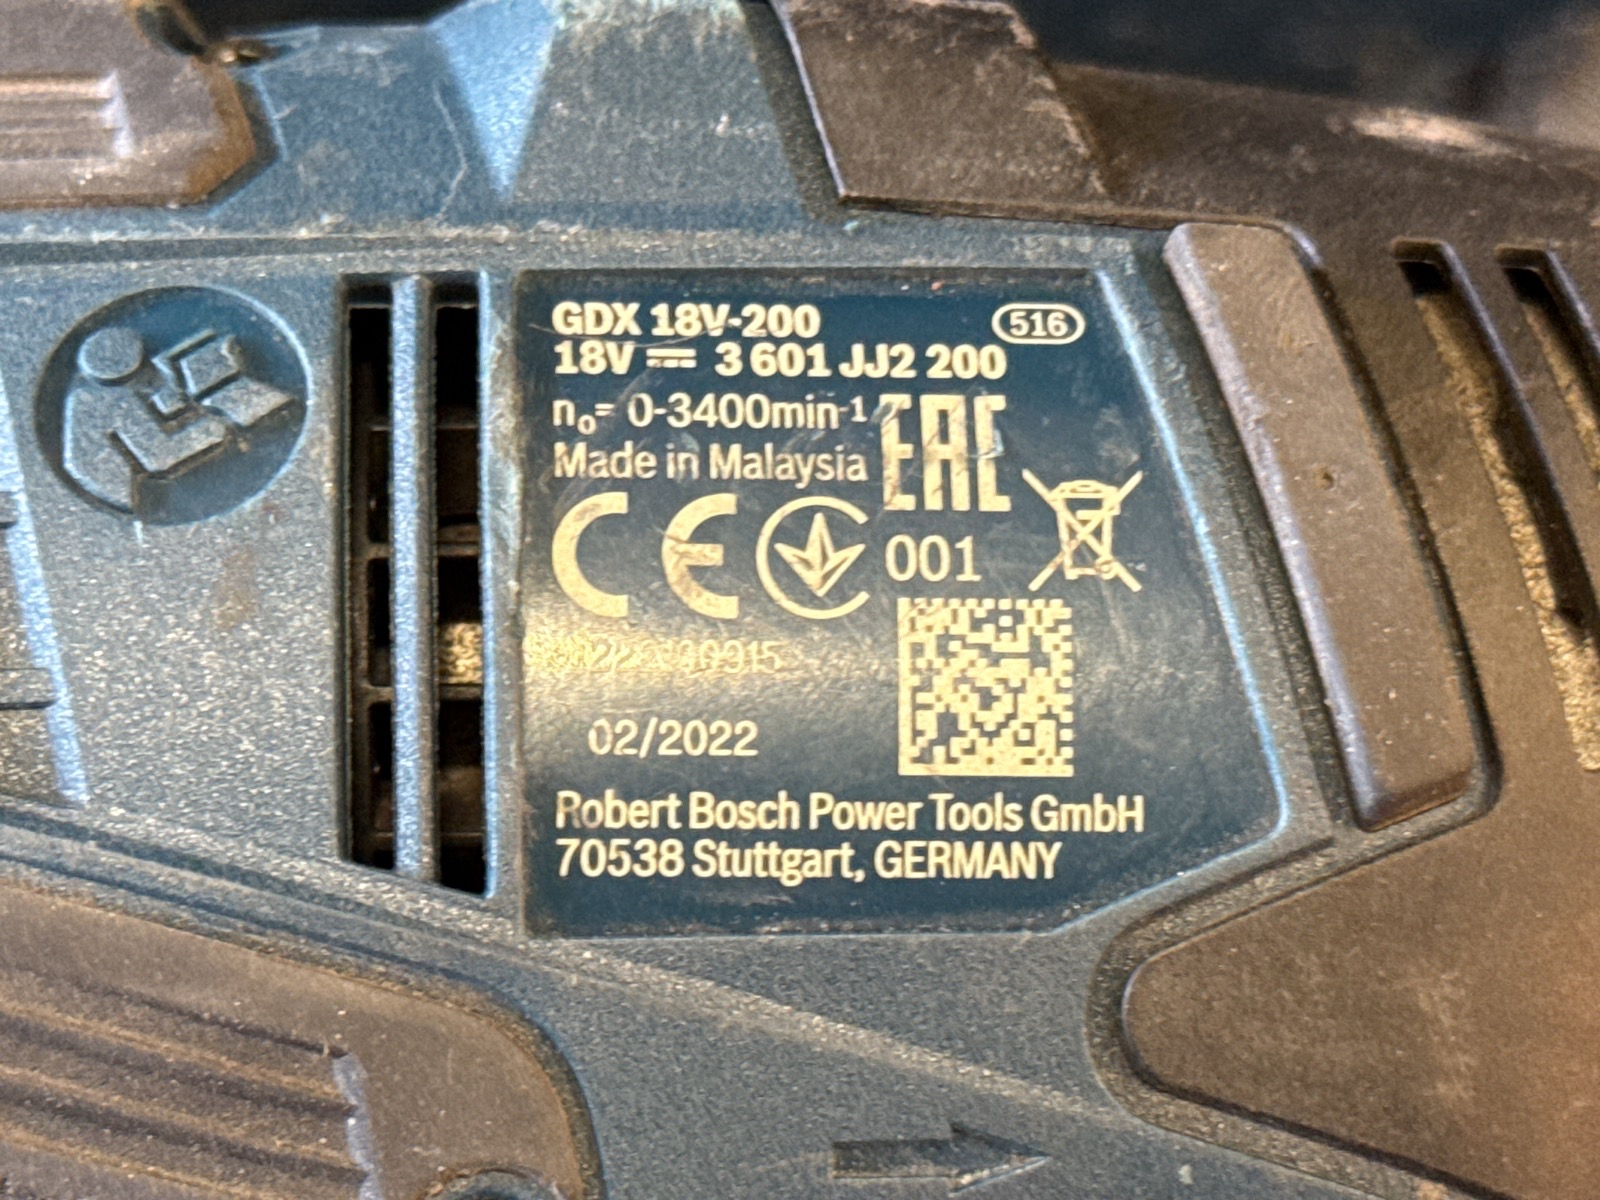 GDX 18V-200 516
18V ⎓ 3 601 JJ2 200
n₀= 0-3400min⁻¹
Made in Malaysia
EAC
CE
001
02/2022
Robert Bosch Power Tools GmbH
70538 Stuttgart, GERMANY